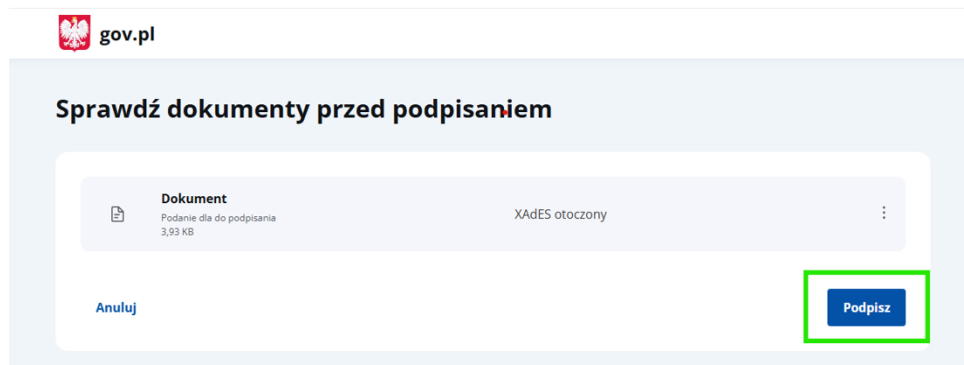 gov.pl
Sprawdź dokumenty przed podpisaniem
Dokument
Podanie dla do podpisania
3,93 KB
XAdES otoczony
Anuluj
Podpisz